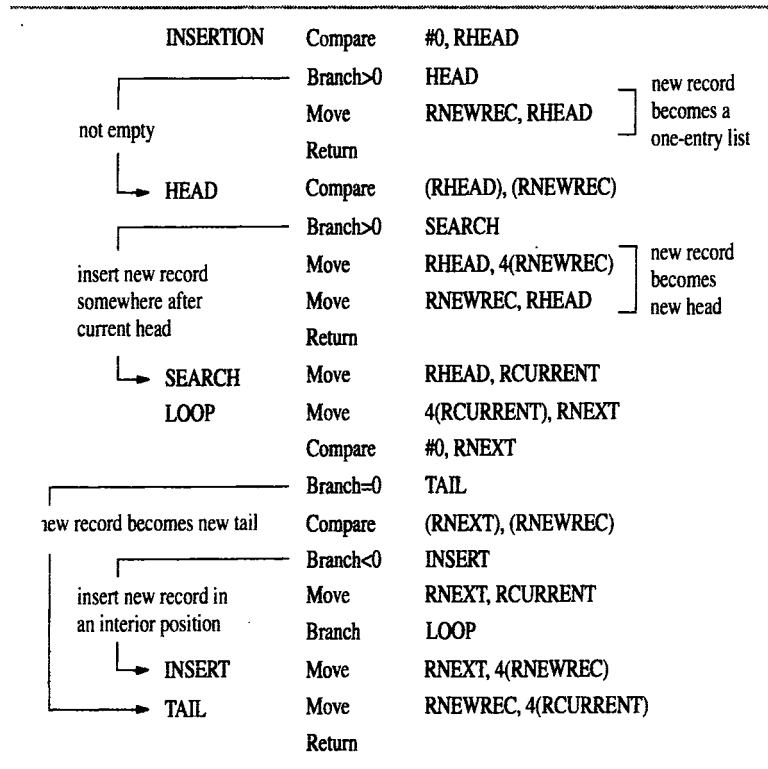 INSERTION Compare #0, RHEAD
Branch>0 HEAD
new record
Move RNEWREC, RHEAD
becomes a
one-entry list
not empty
Return
HEAD Compare (RHEAD), (RNEWREC)
Branch>0 SEARCH
insert new record
somewhere after
current head
Move RHEAD, 4(RNEWREC)
new record
becomes
new head
Move RNEWREC, RHEAD
Return
SEARCH Move RHEAD, RCURRENT
LOOP Move 4(RCURRENT), RNEXT
Compare #0, RNEXT
Branch=0 TAIL
new record becomes new tail Compare (RNEXT), (RNEWREC)
Branch<0 INSERT
insert new record in
an interior position
Move RNEXT, RCURRENT
Branch LOOP
INSERT Move RNEXT, 4(RNEWREC)
TAIL Move RNEWREC, 4(RCURRENT)
Return